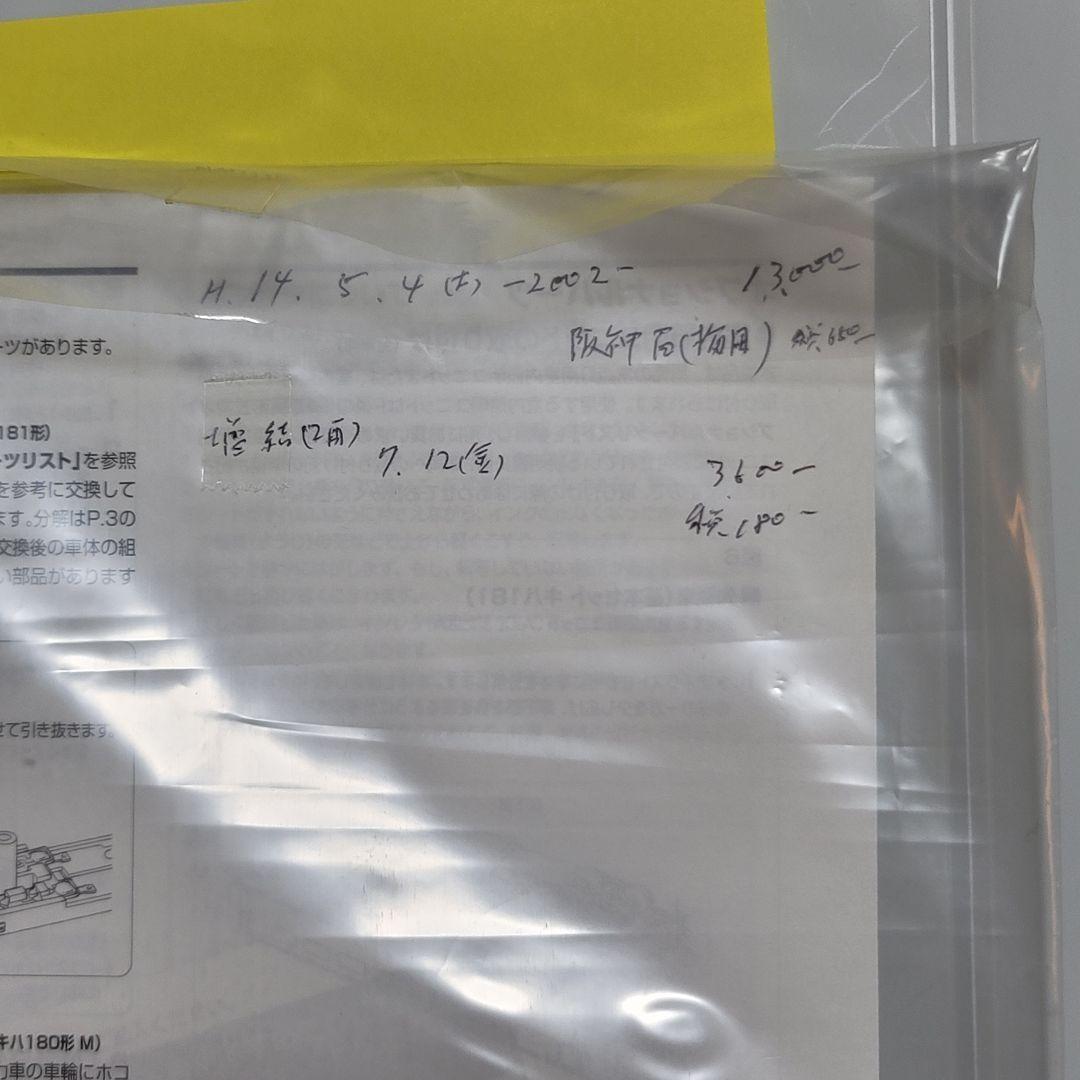 H.14.5.4(土) -2002-
13,000-
阪神百(梅田) 税650-
増結(2両)
7.12(金)
3,600-
税180-
ーツがあります。
181形)
ーツリスト」を参照
を参考に交換して
ます。分解はP.3の
交換後の車体の組
い部品があります
せて引き抜きます。
キハ180形 M)
力車の車輪にホコ